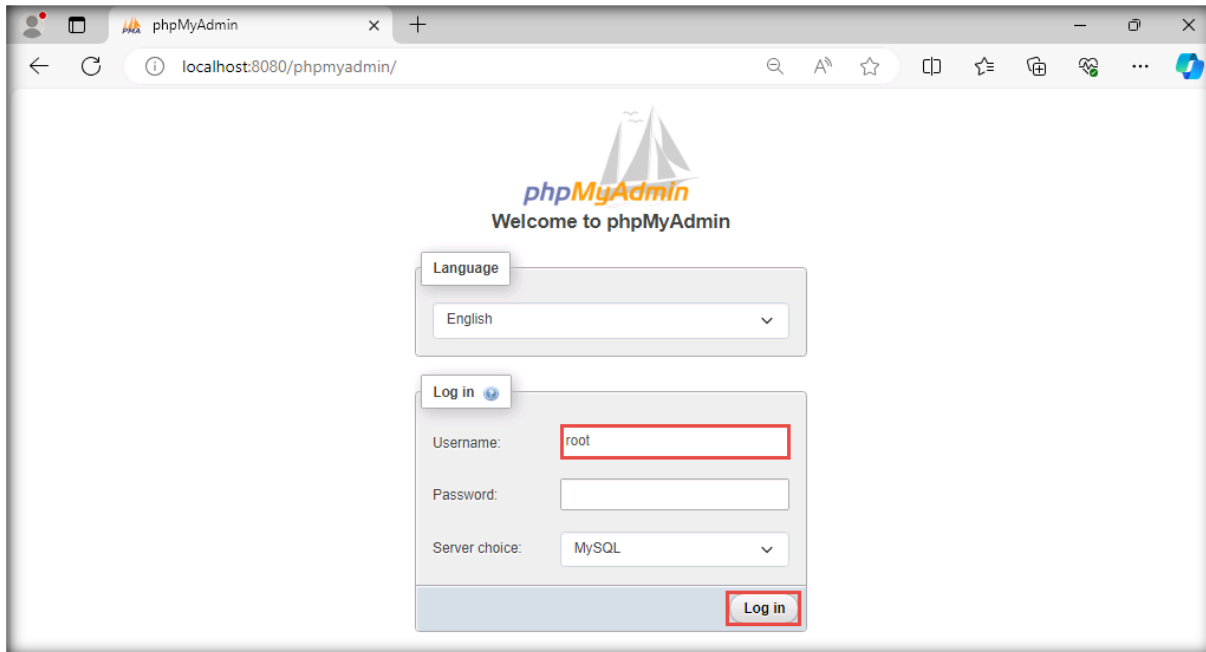 phpMyAdmin
localhost:8080/phpmyadmin/
phpMyAdmin
Welcome to phpMyAdmin
Language
English
Log in
Username: root
Password:
Server choice: MySQL
Log in